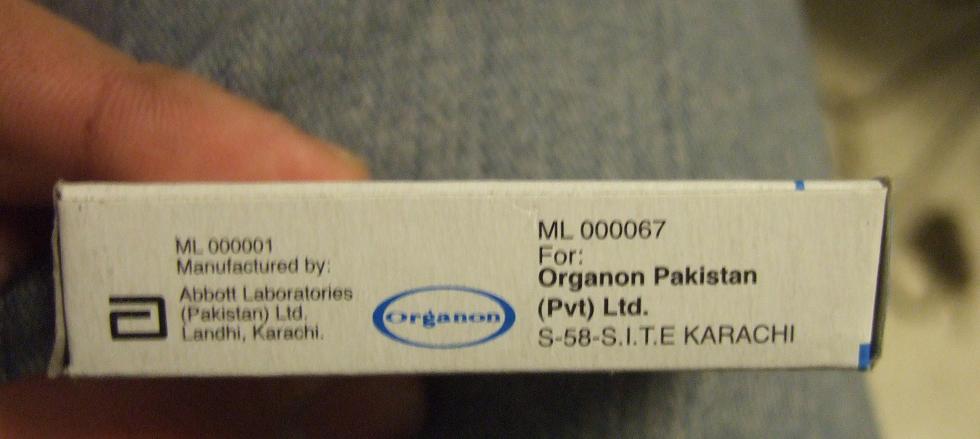 ML 000001
Manufactured by:
Abbott Laboratories
(Pakistan) Ltd.
Landhi, Karachi.
Organon
ML 000067
For:
Organon Pakistan
(Pvt) Ltd.
S-58-S.I.T.E KARACHI